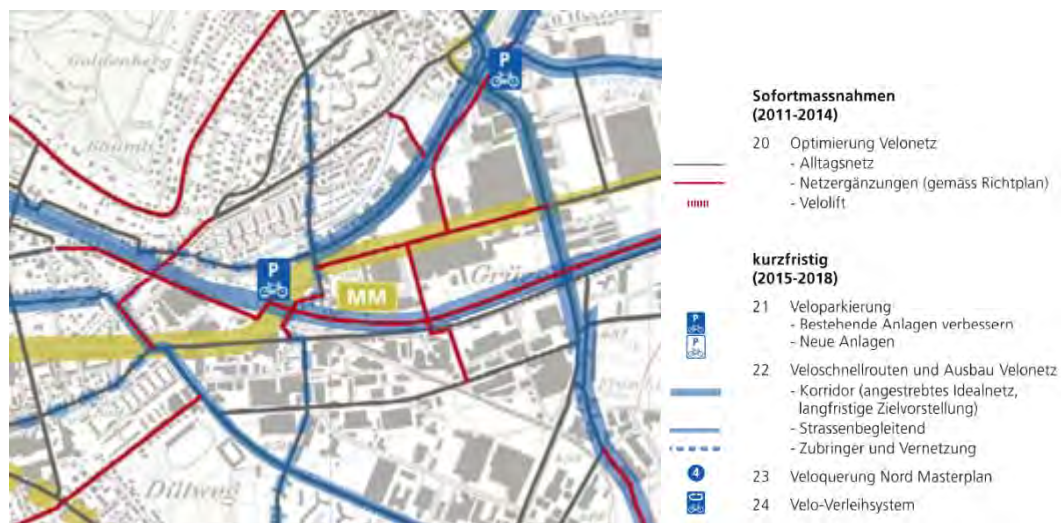 Goldenberg
P
P
MM
Dittweg
Sofortmassnahmen
(2011-2014)
20 Optimierung Velonetz
- Alltagsnetz
- Netzergänzungen (gemäss Richtplan)
- Velolift
kurzfristig
(2015-2018)
21 Veloparkierung
- Bestehende Anlagen verbessern
- Neue Anlagen
22 Veloschnellrouten und Ausbau Velonetz
- Korridor (angestrebtes Idealnetz,
langfristige Zielvorstellung)
- Strassenbegleitend
- Zubringer und Vernetzung
4 23 Veloquerung Nord Masterplan
24 Velo-Verleihsystem